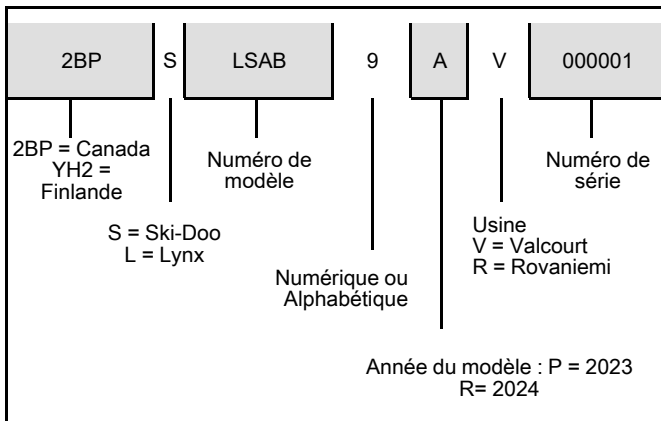 2BP S LSAB 9 A V 000001
2BP = Canada
YH2 =
Finlande
Numéro de
modèle
Numéro de
série
S = Ski-Doo
L = Lynx
Usine
V = Valcourt
R = Rovaniemi
Numérique ou
Alphabétique
Année du modèle : P = 2023
R= 2024